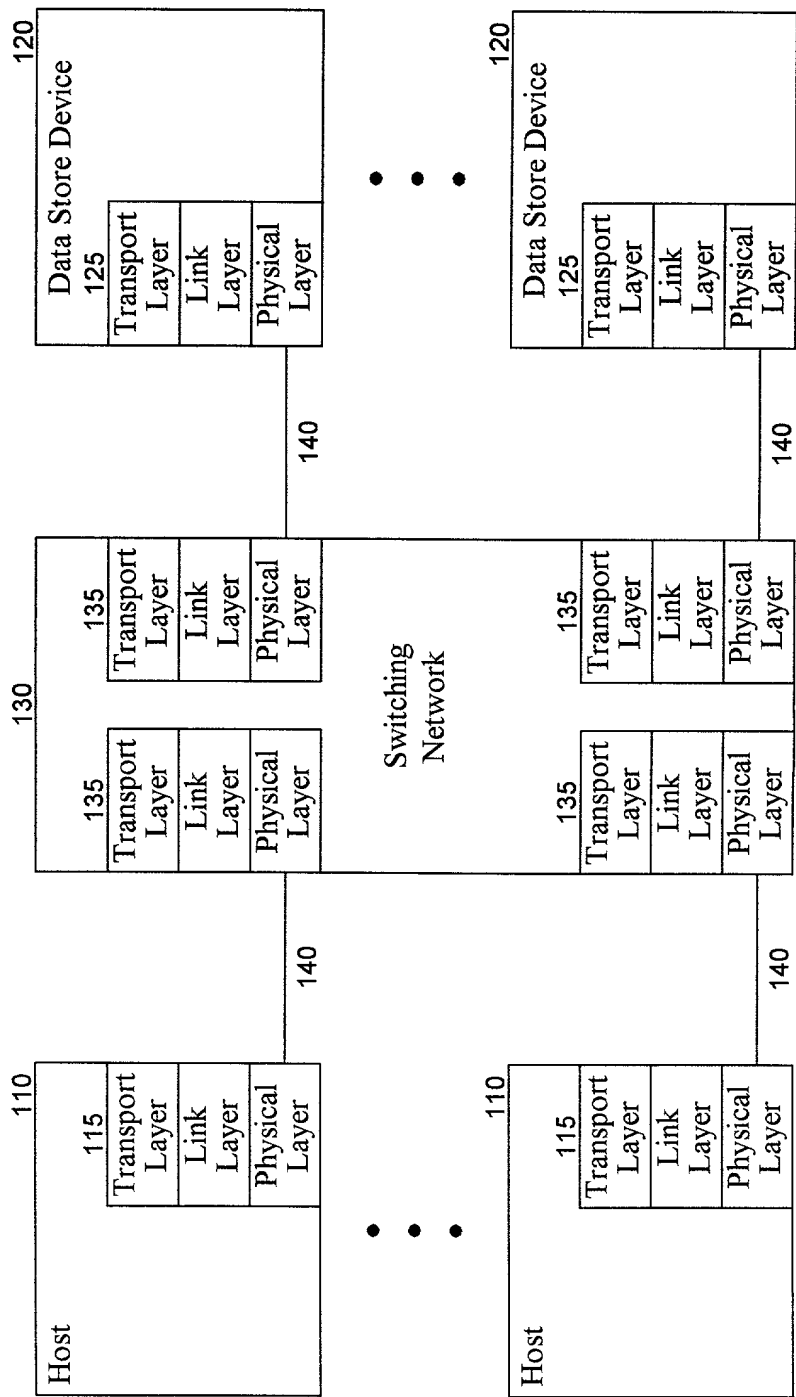 Host
110
115
Transport
Layer
Link
Layer
Physical
Layer
140
130
135
Transport
Layer
Link
Layer
Physical
Layer
135
Transport
Layer
Link
Layer
Physical
Layer
140
Data Store Device
120
125
Transport
Layer
Link
Layer
Physical
Layer
Switching
Network
Host
110
115
Transport
Layer
Link
Layer
Physical
Layer
140
135
Transport
Layer
Link
Layer
Physical
Layer
135
Transport
Layer
Link
Layer
Physical
Layer
140
Data Store Device
120
125
Transport
Layer
Link
Layer
Physical
Layer